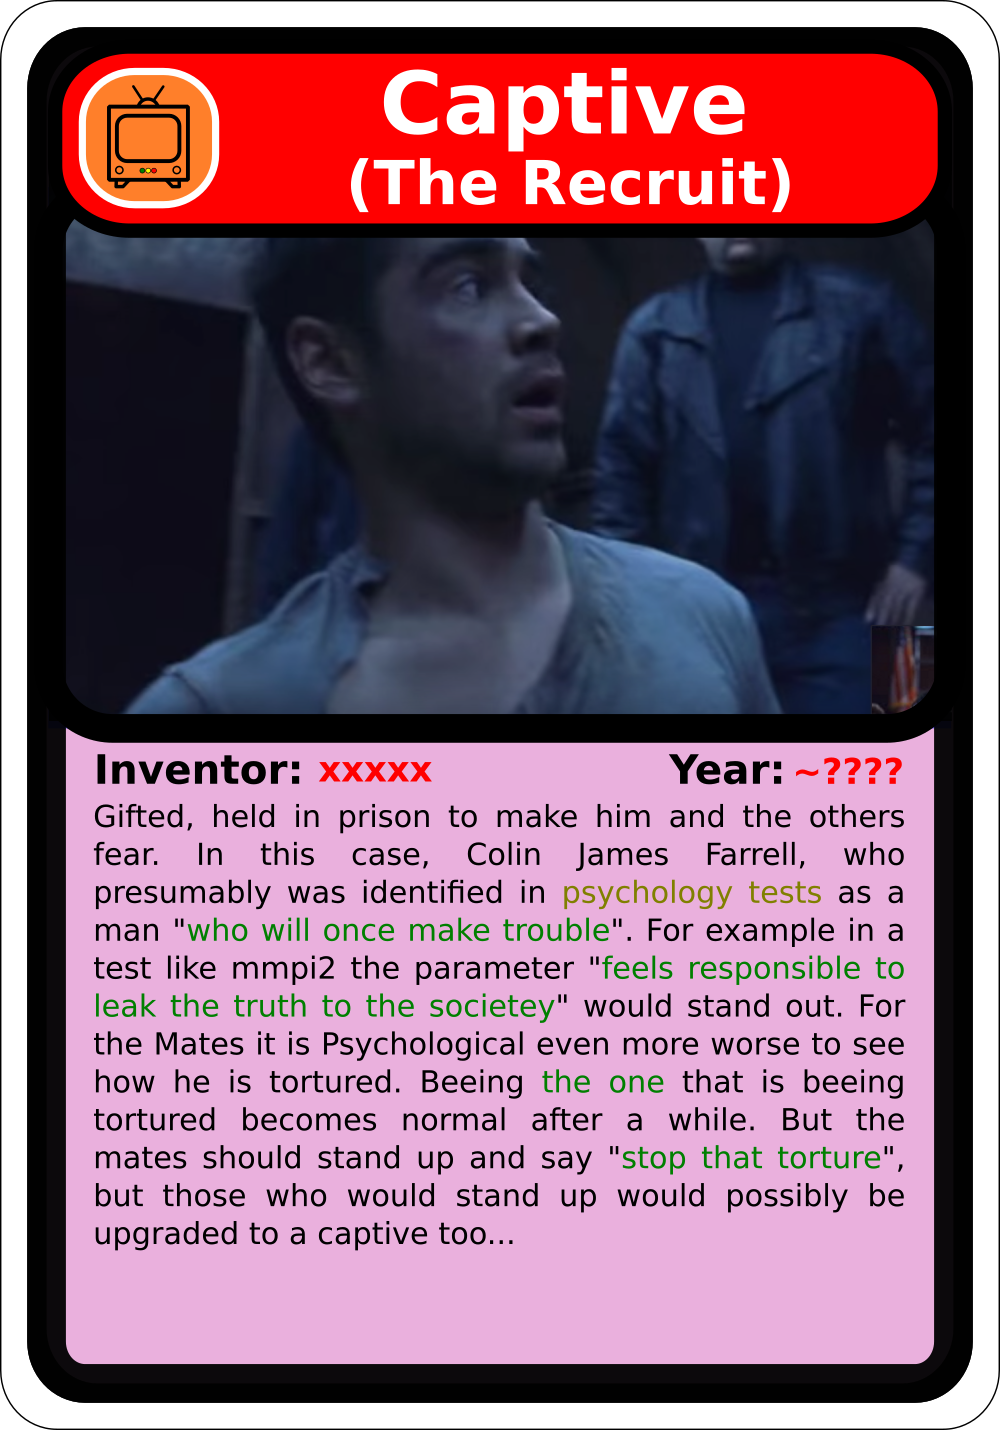 Captive
(The Recruit)
Inventor: xxxxx Year: ~????
Gifted, held in prison to make him and the others
fear. In this case, Colin James Farrell, who
presumably was identified in psychology tests as a
man "who will once make trouble". For example in a
test like mmpi2 the parameter "feels responsible to
leak the truth to the societey" would stand out. For
the Mates it is Psychological even more worse to see
how he is tortured. Beeing the one that is beeing
tortured becomes normal after a while. But the
mates should stand up and say "stop that torture",
but those who would stand up would possibly be
upgraded to a captive too...